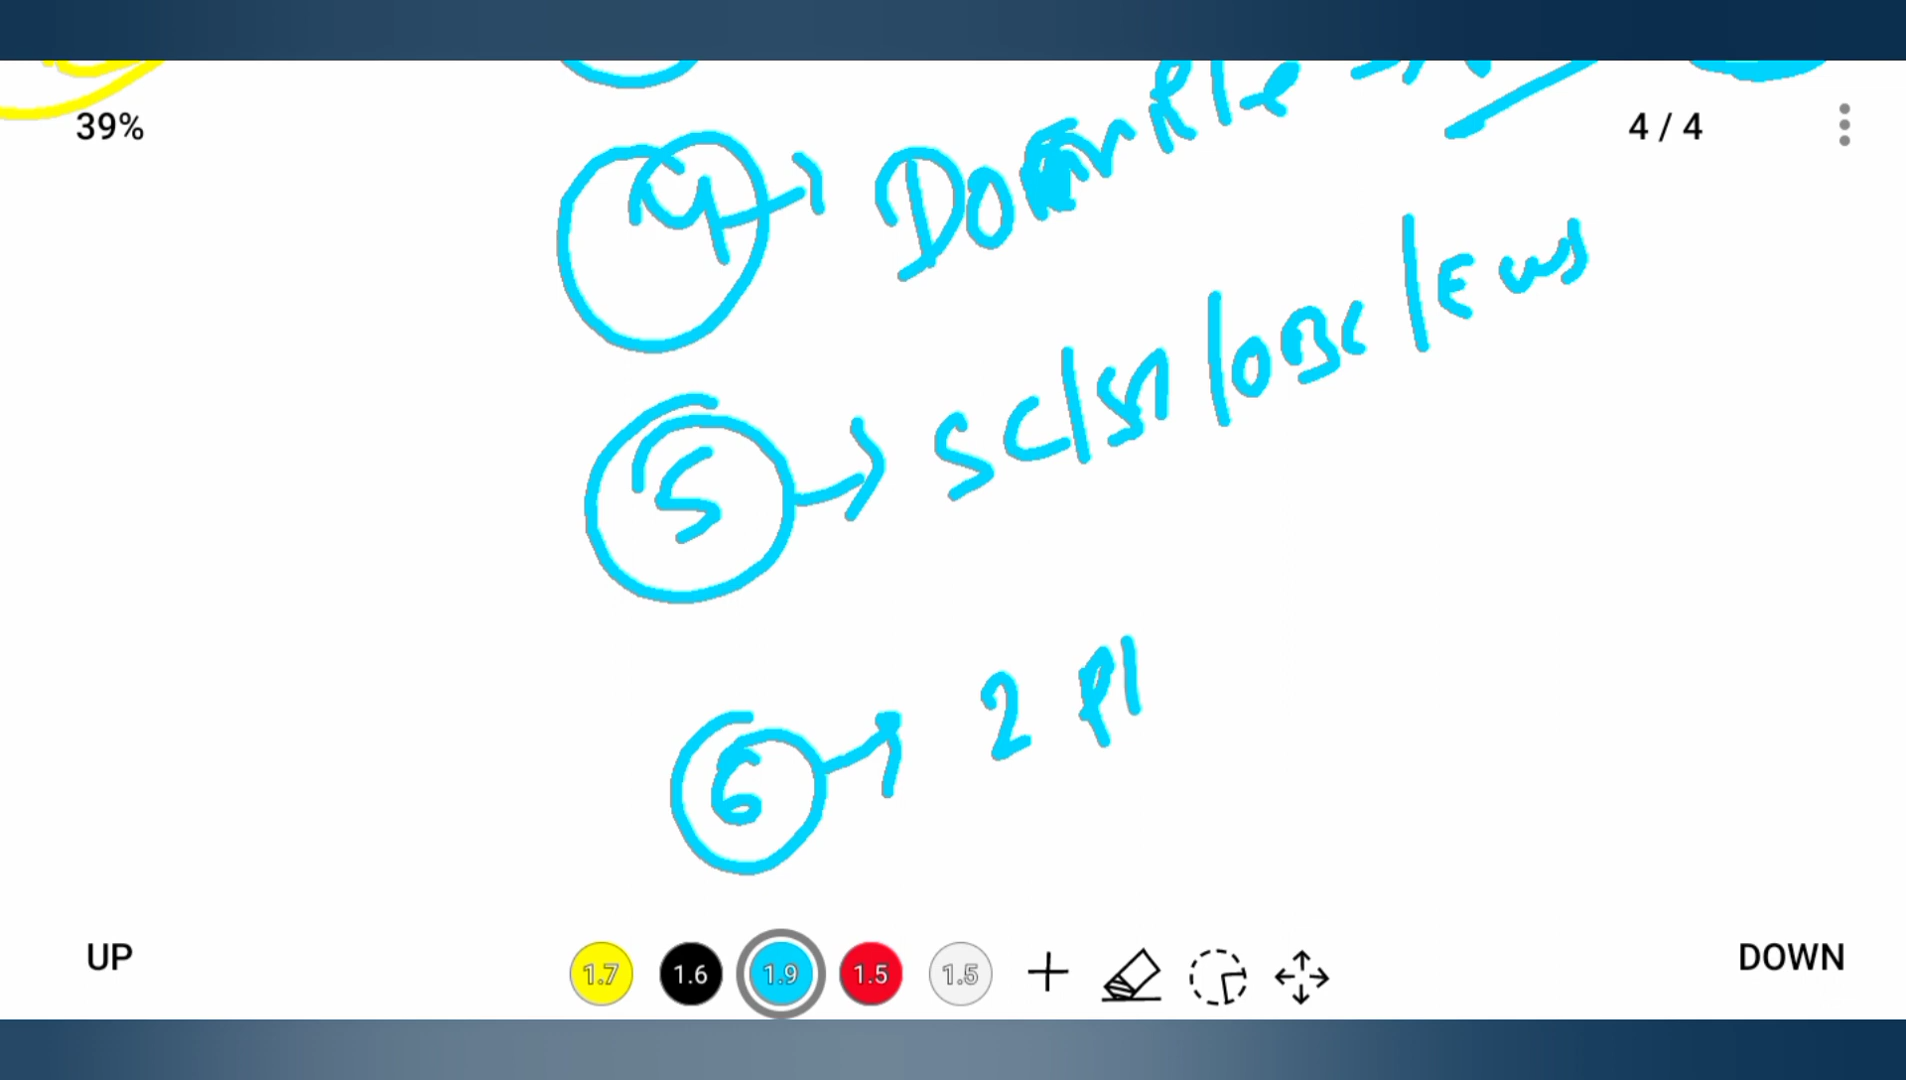 39%
4 / 4
4 →
5 → SC/ST/OBC/EWS
6 → 2 Pl
UP
1.7 1.6 1.9 1.5 1.5
DOWN